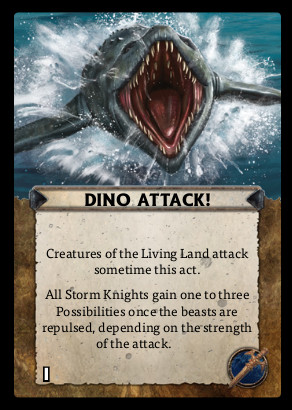 DINO ATTACK!
Creatures of the Living Land attack
sometime this act.
All Storm Knights gain one to three
Possibilities once the beasts are
repulsed, depending on the strength
of the attack.